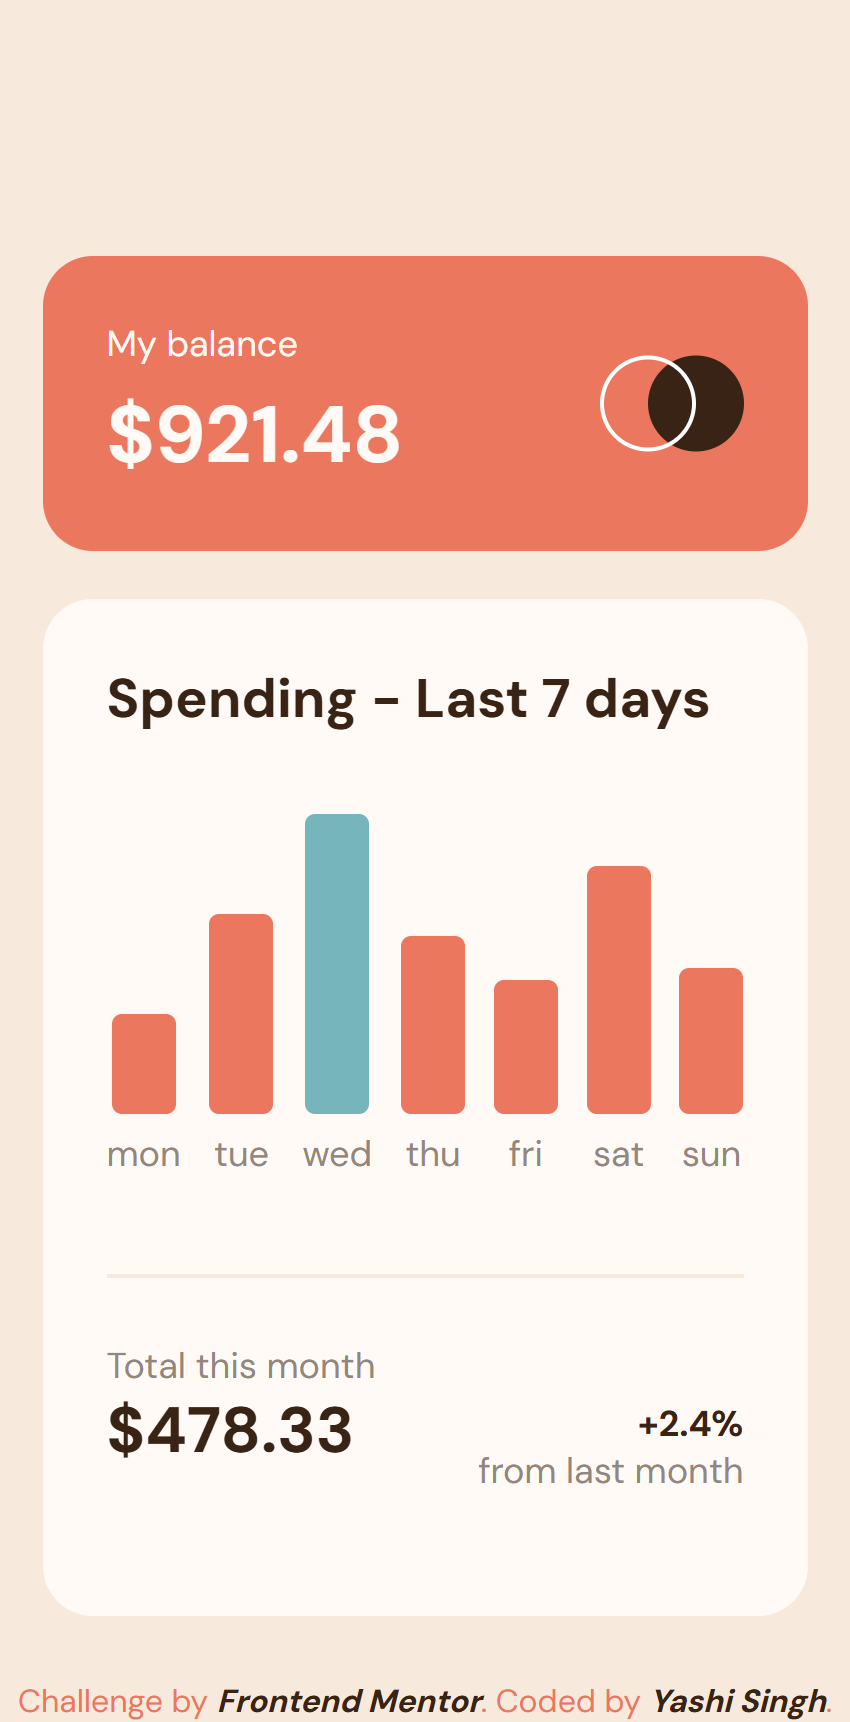 My balance
$921.48
Spending - Last 7 days
mon tue wed thu fri sat sun
Total this month
$478.33
+2.4%
from last month
Challenge by Frontend Mentor. Coded by Yashi Singh.